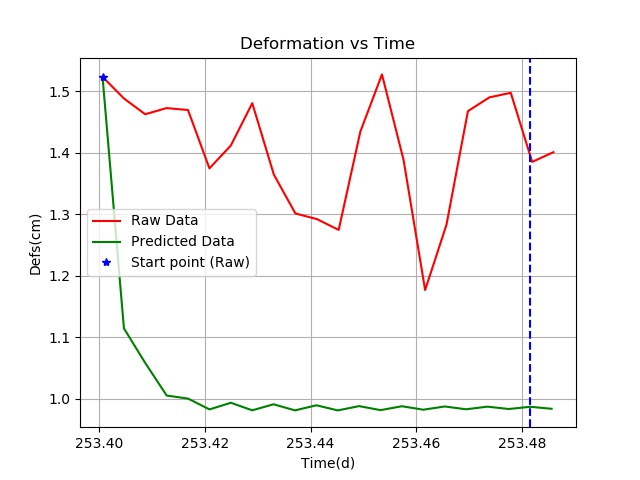 Deformation vs Time
1.5
1.4
1.3
1.2
1.1
1.0
Defs(cm)
Raw Data
Predicted Data
Start point (Raw)
253.40 253.42 253.44 253.46 253.48
Time(d)